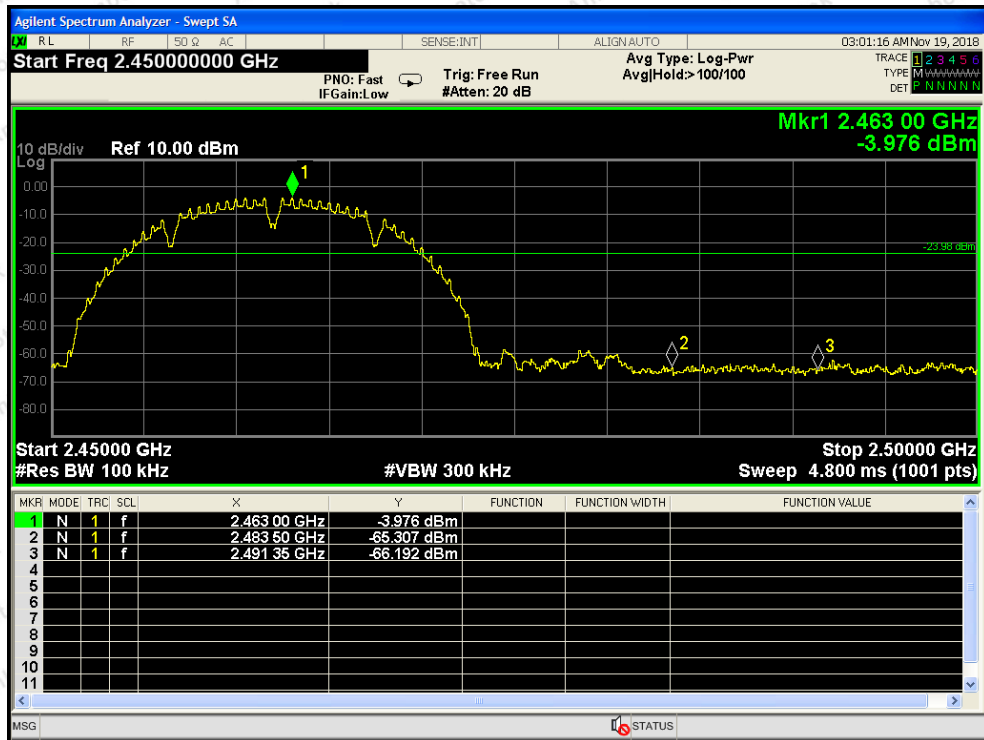 Agilent Spectrum Analyzer - Swept SA
LXI RL RF 50 Ω AC SENSE:INT ALIGN AUTO 03:01:16 AM Nov 19, 2018
Start Freq 2.450000000 GHz
PNO: Fast
IFGain:Low
Trig: Free Run
#Atten: 20 dB
Avg Type: Log-Pwr
Avg|Hold:>100/100
TRACE 1 2 3 4 5 6
TYPE M
DET P N N N N N
Mkr1 2.463 00 GHz
-3.976 dBm
10 dB/div Ref 10.00 dBm
Log
1
0.00
-10.0
-20.0
-23.98 dBm
-30.0
-40.0
-50.0
-60.0
2
3
-70.0
-80.0
Start 2.45000 GHz Stop 2.50000 GHz
#Res BW 100 kHz #VBW 300 kHz Sweep 4.800 ms (1001 pts)
MKR MODE TRC SCL X Y FUNCTION FUNCTION WIDTH FUNCTION VALUE
1 N 1 f 2.463 00 GHz -3.976 dBm
2 N 1 f 2.483 50 GHz -65.307 dBm
3 N 1 f 2.491 35 GHz -66.192 dBm
4
5
6
7
8
9
10
11
MSG STATUS